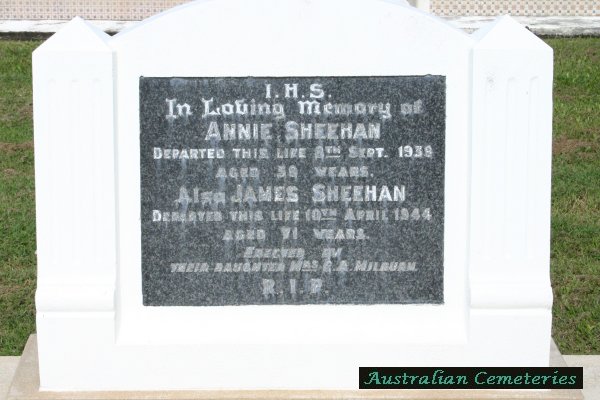 I.H.S.
In Loving Memory of
ANNIE SHEEHAN
DEPARTED THIS LIFE 8TH SEPT. 1939
AGED YEARS.
ALSO JAMES SHEEHAN
DEPARTED THIS LIFE 10TH APRIL 1944
AGED 71 YEARS.
ERECTED BY
THEIR DAUGHTER MRS MILBURN.
R.I.P.
Australian Cemeteries